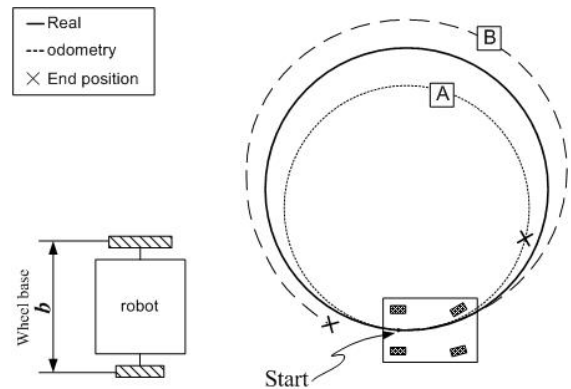 Real
odometry
End position
B
A
Wheel base
b
robot
Start